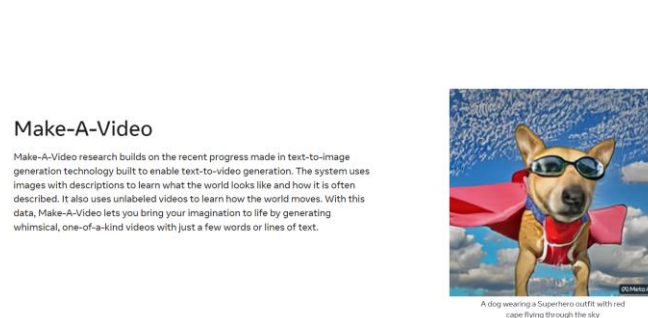 Make-A-Video
Make-A-Video research builds on the recent progress made in text-to-image
generation technology built to enable text-to-video generation. The system uses
images with descriptions to learn what the world looks like and how it is often
described. It also uses unlabeled videos to learn how the world moves. With this
data, Make-A-Video lets you bring your imagination to life by generating
whimsical, one-of-a-kind videos with just a few words or lines of text.
Meta
A dog wearing a Superhero outfit with red
cape flying through the sky